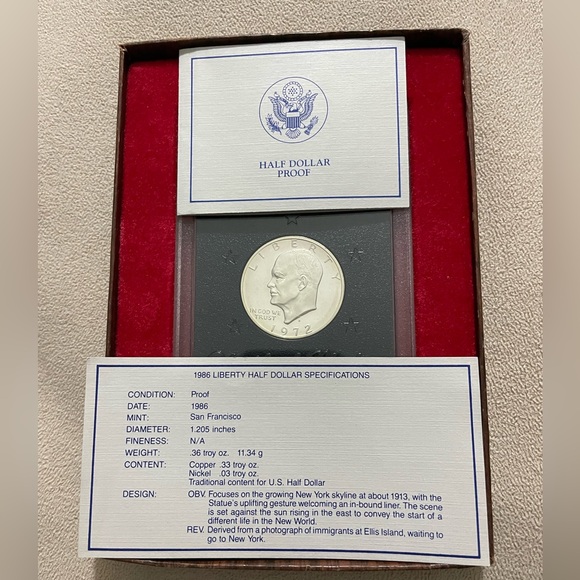 HALF DOLLAR
PROOF
LIBERTY
IN GOD WE
TRUST
1972
1986 LIBERTY HALF DOLLAR SPECIFICATIONS
CONDITION: Proof
DATE: 1986
MINT: San Francisco
DIAMETER: 1.205 inches
FINENESS: N/A
WEIGHT: .36 troy oz. 11.34 g
CONTENT: Copper .33 troy oz.
Nickel .03 troy oz.
Traditional content for U.S. Half Dollar
DESIGN: OBV. Focuses on the growing New York skyline at about 1913, with the
Statue's uplifting gesture welcoming an in-bound liner. The scene
is set against the sun rising in the east to convey the start of a
different life in the New World.
REV. Derived from a photograph of immigrants at Ellis Island, waiting to
go to New York.